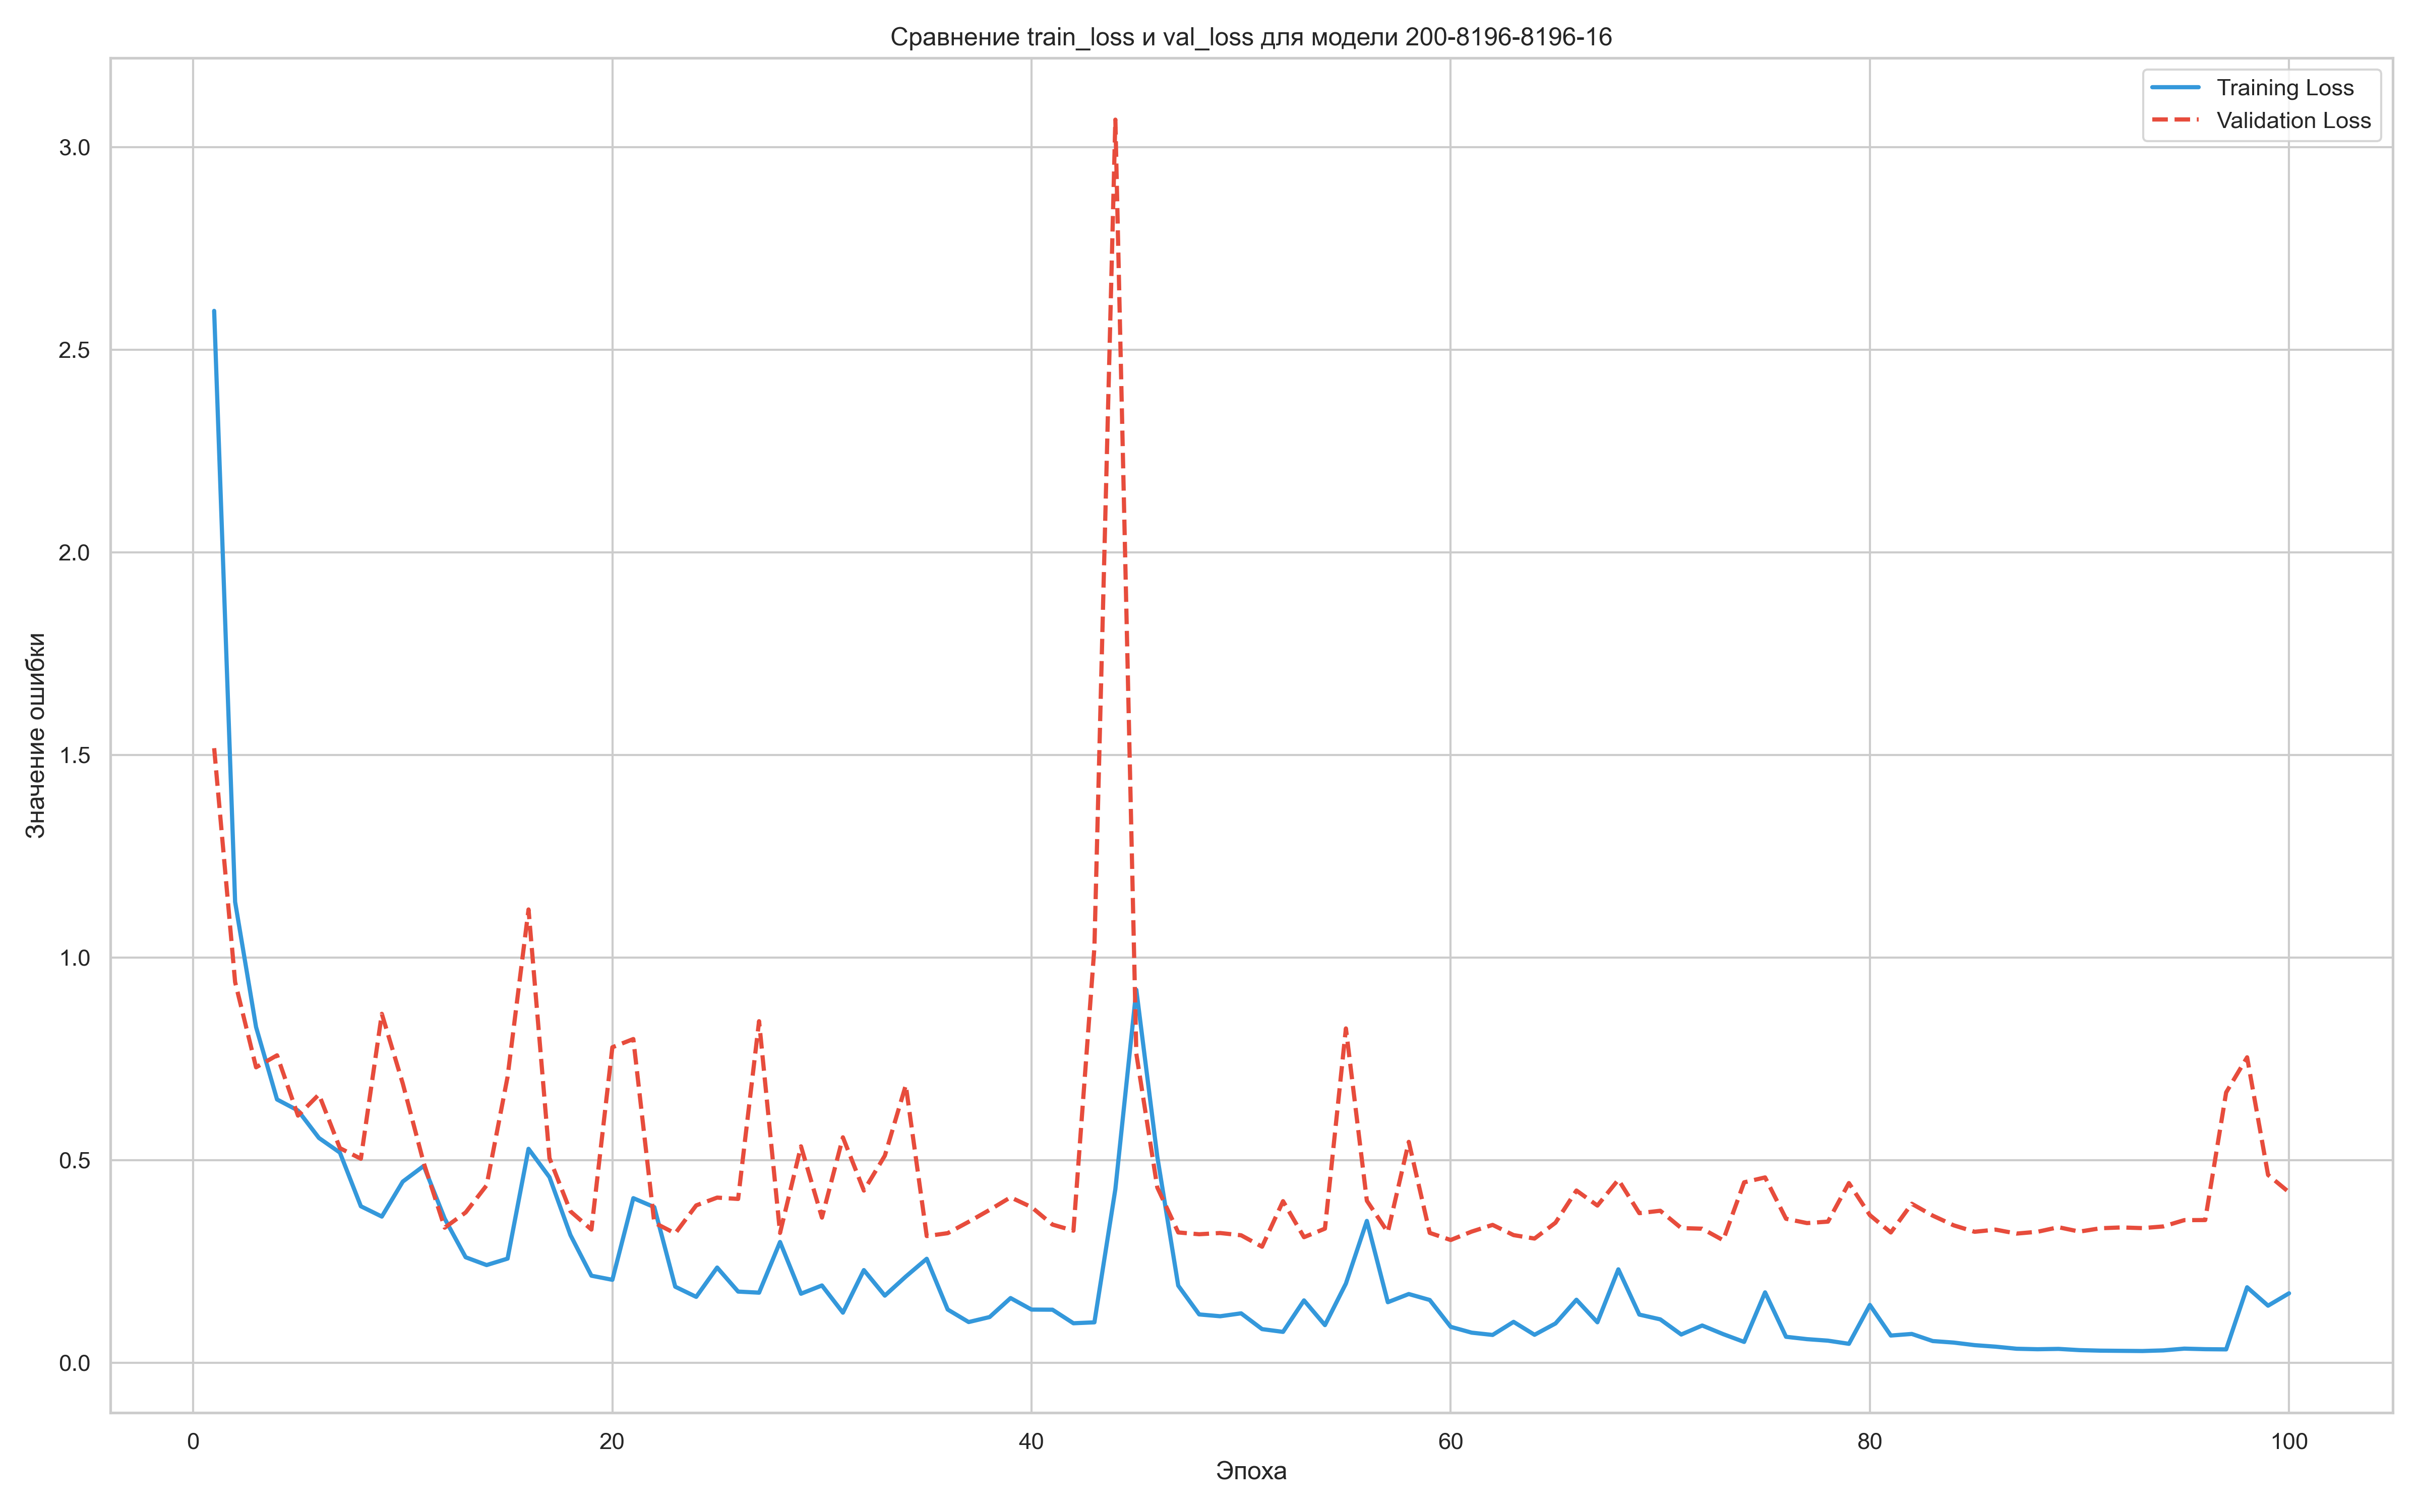 Сравнение train_loss и val_loss для модели 200-8196-8196-16
Training Loss
Validation Loss
3.0
2.5
2.0
1.5
1.0
0.5
0.0
Значение ошибки
0 20 40 60 80 100
Эпоха